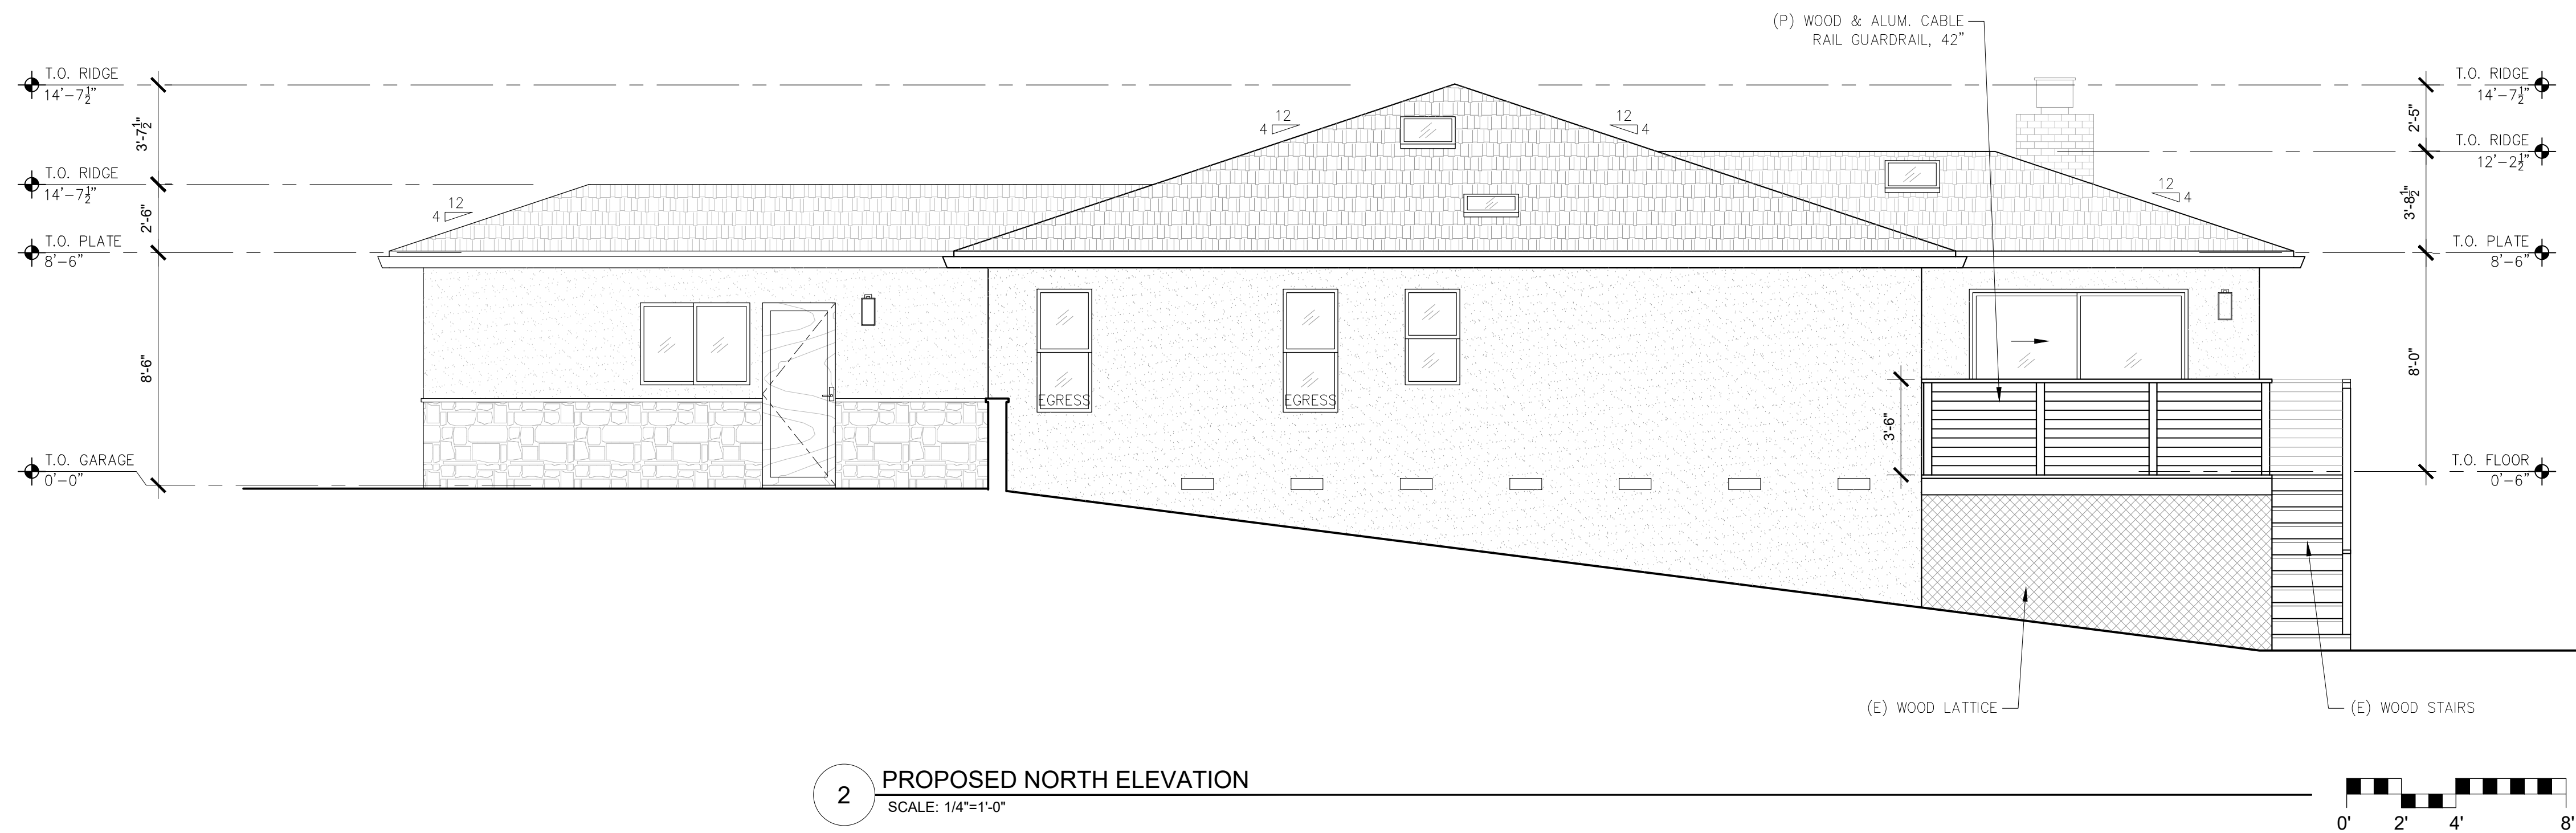 (P) WOOD & ALUM. CABLE
RAIL GUARDRAIL, 42"
T.O. RIDGE
14'-7½"
T.O. RIDGE
14'-7½"
3'-7½"
2'-5"
12
4
12
4
T.O. RIDGE
12'-2½"
T.O. RIDGE
14'-7½"
2'-6"
12
4
12
4
3'-8½"
T.O. PLATE
8'-6"
T.O. PLATE
8'-6"
8'-6"
8'-0"
EGRESS
EGRESS
3'-6"
T.O. GARAGE
0'-0"
T.O. FLOOR
0'-6"
(E) WOOD LATTICE
(E) WOOD STAIRS
2
PROPOSED NORTH ELEVATION
SCALE: 1/4"=1'-0"
0' 2' 4' 8'